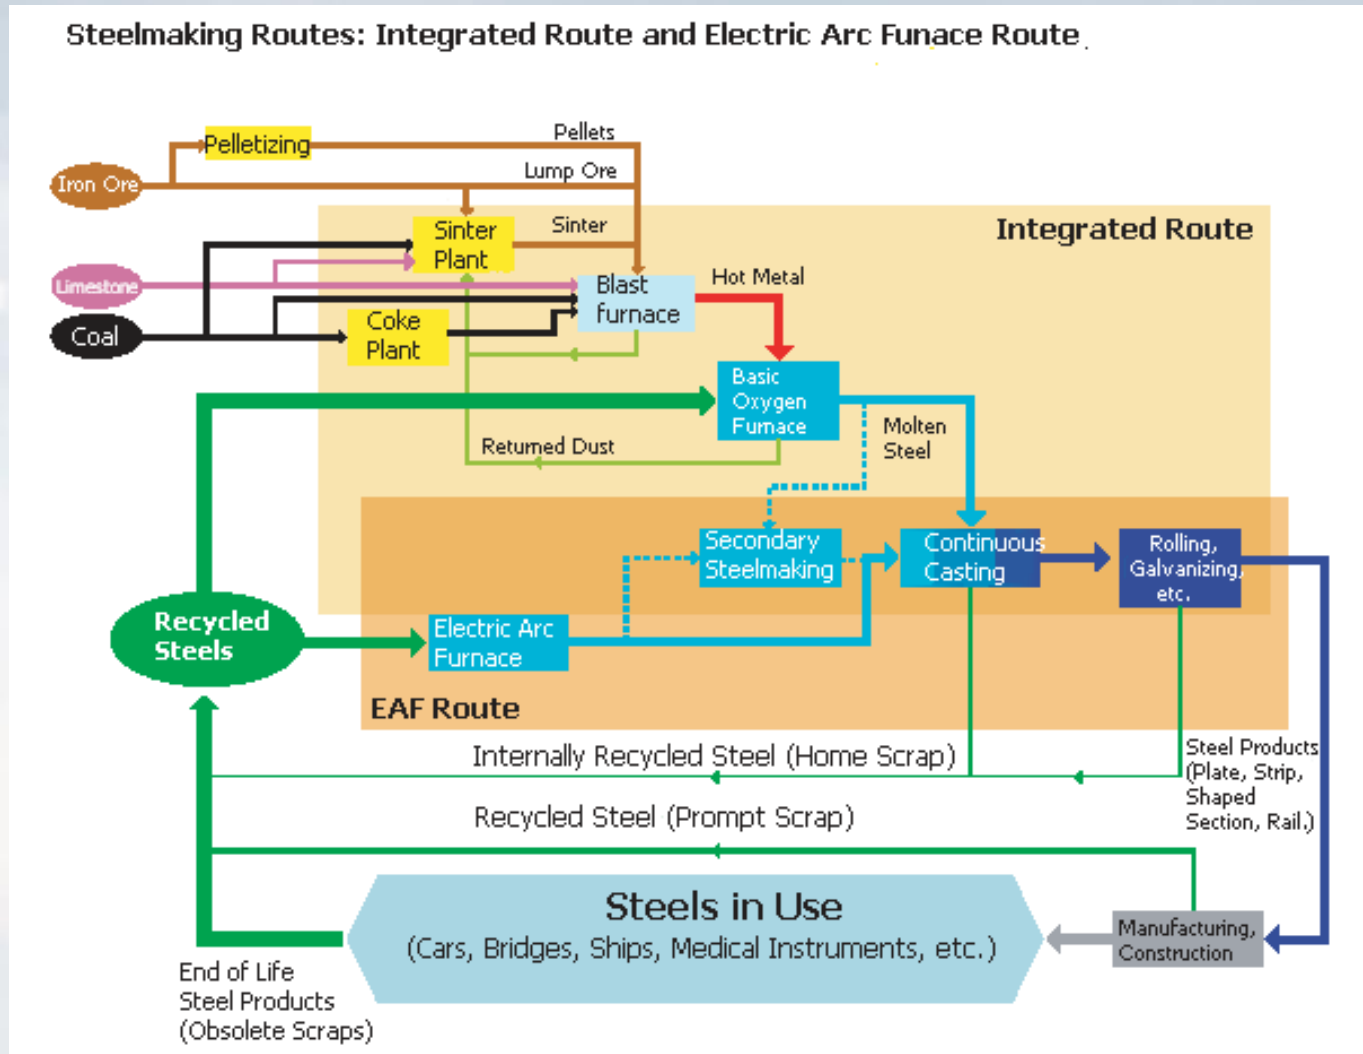 Steelmaking Routes: Integrated Route and Electric Arc Funace Route.
Pellets
Pelletizing
Lump Ore
Iron Ore
Sinter
Plant
Sinter
Integrated Route
Limestone
Blast
furnace
Hot Metal
Coal
Coke
Plant
Basic
Oxygen
Furnace
Molten
Steel
Returned Dust
Secondary
Steelmaking
Continuous
Casting
Rolling,
Galvanizing,
etc.
Recycled
Steels
Electric Arc
Furnace
EAF Route
Internally Recycled Steel (Home Scrap)
Steel Products
(Plate, Strip,
Shaped
Section, Rail.)
Recycled Steel (Prompt Scrap)
Steels in Use
(Cars, Bridges, Ships, Medical Instruments, etc.)
Manufacturing,
Construction
End of Life
Steel Products
(Obsolete Scraps)